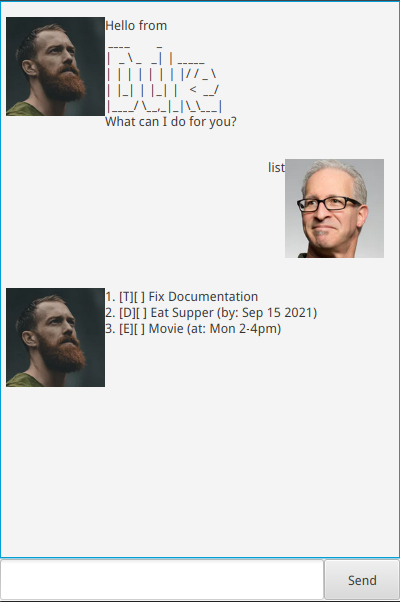 Hello from
 ____        _
|  _ \ _   _| | _____
| | | | | | | |/ / _ \
| |_| | |_| |   <  __/
|____/ \__,_|_|\_\___|
What can I do for you?
list
1. [T][ ] Fix Documentation
2. [D][ ] Eat Supper (by: Sep 15 2021)
3. [E][ ] Movie (at: Mon 2-4pm)
Send